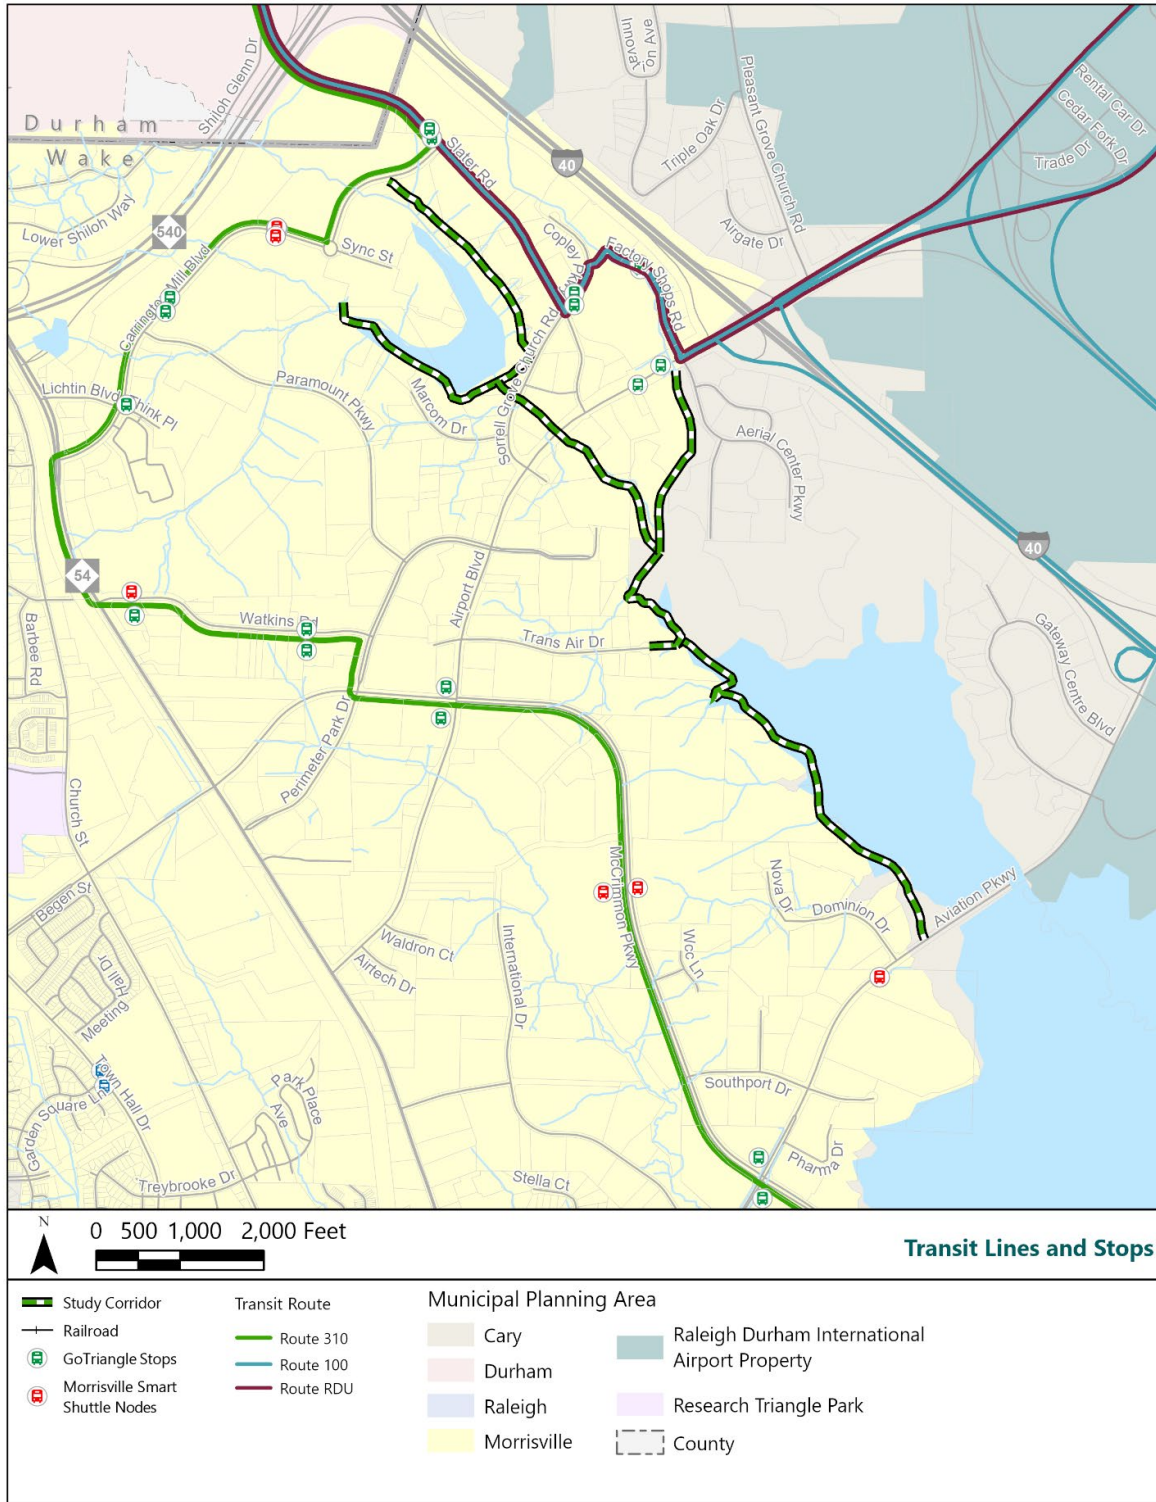 Innovat
ion Ave
Shiloh Glenn Dr
Pleasant Grove Church Rd
Rental Car Dr
Cedar Fork Dr
Trade Dr
Durham
Wake
Triple Oak Dr
Slater Rd
40
Lower Shiloh Way
540
Airgate Dr
Sync St
Copley Pk
Factory Shops Rd
Carrington Mill Blvd
Sorrell Grove Church Rd
Paramount Pkwy
Marcom Dr
Lichtin Blvd
Think Pl
Aerial Center Pkwy
40
54
Airport Blvd
Watkins Rd
Trans Air Dr
Barbee Rd
Gateway Centre Blvd
Perimeter Park Dr
Church St
McCrimmon Pkwy
Nova Dr
Dominion Dr
Aviation Pkwy
Begen St
Waldron Ct
Airtech Dr
International Dr
Wcc Ln
Hall Dr
Meeting
Town Hall Dr
Garden Square Ln
Park Place
Ave
Southport Dr
Pharma Dr
Treybrooke Dr
Stella Ct
N
0 500 1,000 2,000 Feet
Transit Lines and Stops
Study Corridor
Railroad
GoTriangle Stops
Morrisville Smart
Shuttle Nodes
Transit Route
Route 310
Route 100
Route RDU
Municipal Planning Area
Cary
Durham
Raleigh
Morrisville
Raleigh Durham International
Airport Property
Research Triangle Park
County